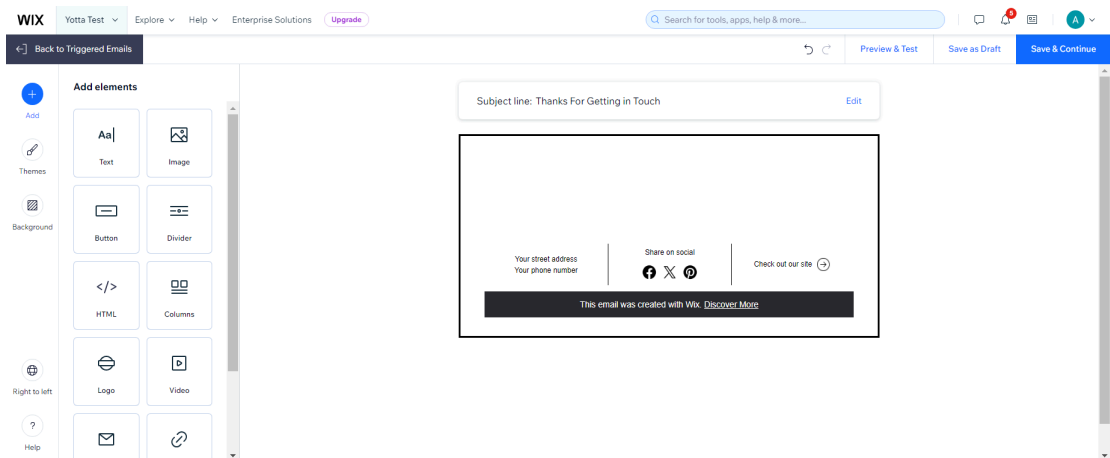 WIX
Yotta Test
Explore
Help
Enterprise Solutions
Upgrade
Search for tools, apps, help & more...
5
A
Back to Triggered Emails
Preview & Test
Save as Draft
Save & Continue
Add
Themes
Background
Right to left
?
Help
Add elements
Aa
Text
Image
Button
Divider
</>
HTML
Columns
Logo
Video
Subject line: Thanks For Getting in Touch
Edit
Your street address
Your phone number
Share on social
Check out our site
This email was created with Wix. Discover More